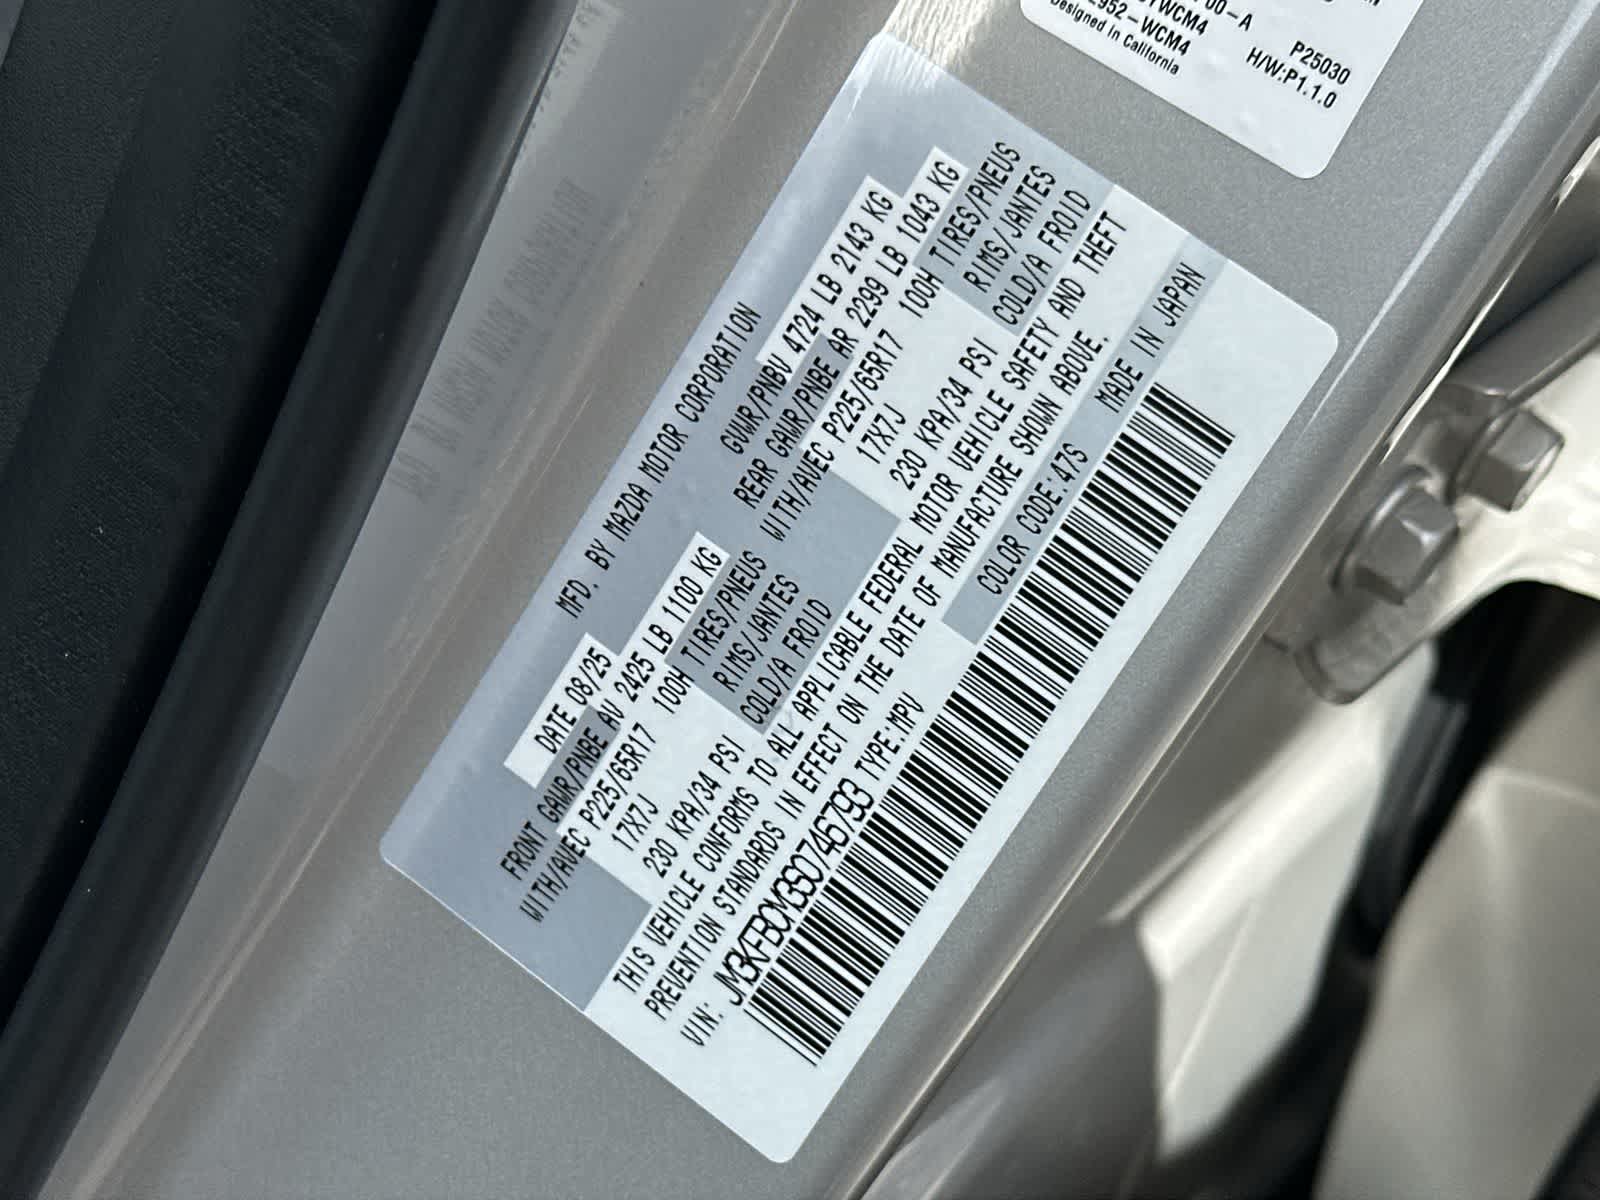 00-A
YWCM4
2952-WCM4
Designed in California
P25030
H/W:P1.1.0
MFD. BY MAZDA MOTOR CORPORATION
DATE 08/25 GVWR/PNBV 4724 LB 2143 KG
FRONT GAWR/PNBE AV 2425 LB 1100 KG REAR GAWR/PNBE AR 2299 LB 1043 KG
WITH/AVEC P225/65R17 100H TIRES/PNEUS WITH/AVEC P225/65R17 100H TIRES/PNEUS
17X7J RIMS/JANTES 17X7J RIMS/JANTES
230 KPA/34 PSI COLD/A FROID 230 KPA/34 PSI COLD/A FROID
THIS VEHICLE CONFORMS TO ALL APPLICABLE FEDERAL MOTOR VEHICLE SAFETY AND THEFT
PREVENTION STANDARDS IN EFFECT ON THE DATE OF MANUFACTURE SHOWN ABOVE.
VIN: JM3KFBCY3S0746793 TYPE:MPV COLOR CODE:47S MADE IN JAPAN